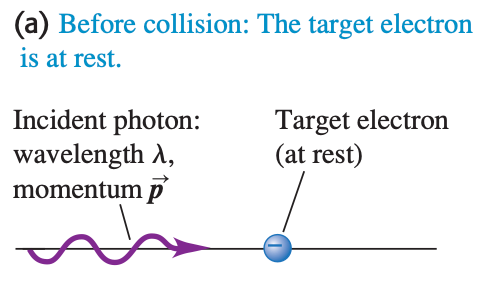 (a) Before collision: The target electron
is at rest.
Incident photon:
wavelength λ,
momentum p⃗
Target electron
(at rest)
−